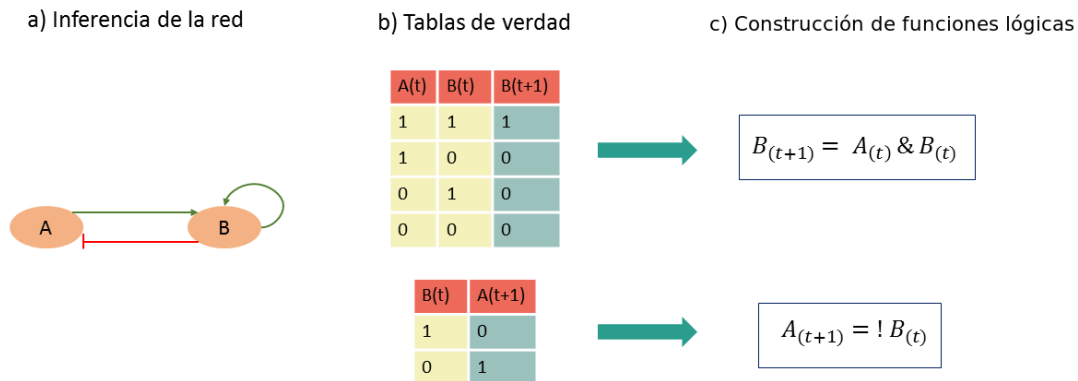 a) Inferencia de la red
b) Tablas de verdad
c) Construcción de funciones lógicas
A
B
A(t) B(t) B(t+1)
1 1 1
1 0 0
0 1 0
0 0 0
B(t) A(t+1)
1 0
0 1
B(t+1) = A(t) & B(t)
A(t+1) = ! B(t)